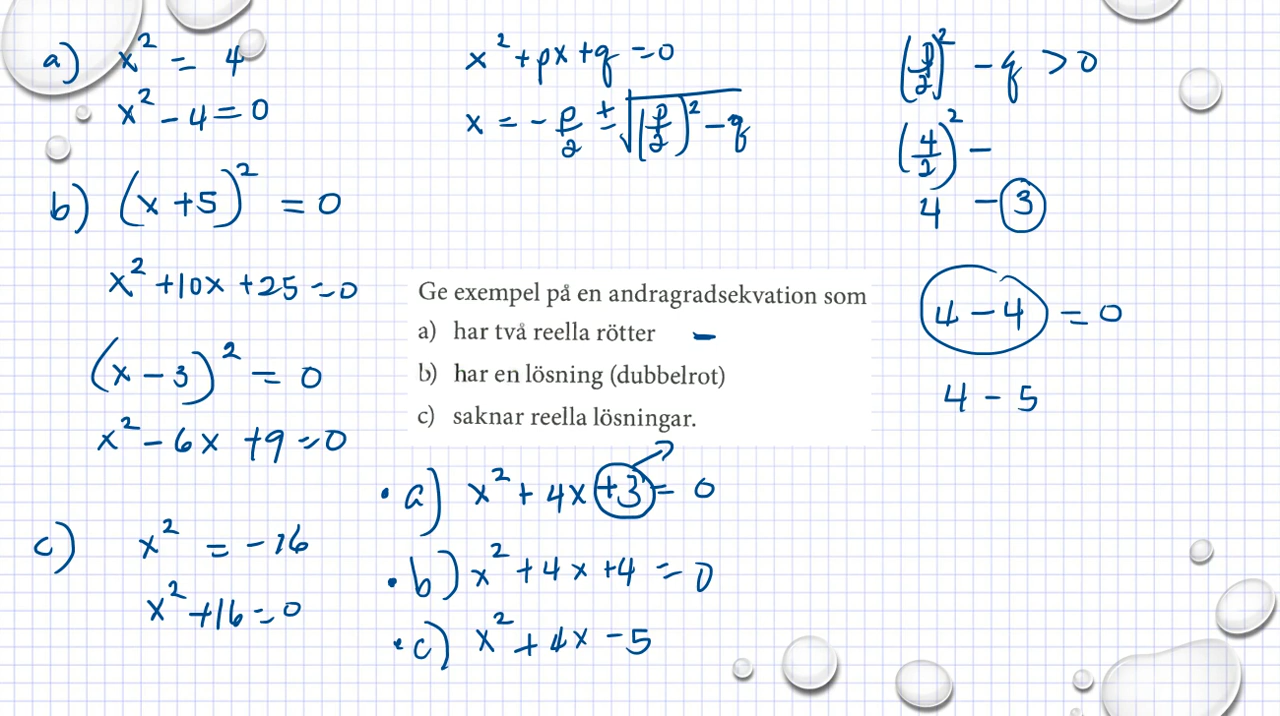 a) x² = 4
x² - 4 = 0
b) (x + 5)² = 0
x² + 10x + 25 = 0
(x - 3)² = 0
x² - 6x + 9 = 0
c) x² = -16
x² + 16 = 0
x² + px + q = 0
x = - p/2 ± √((p/2)² - q)
Ge exempel på en andragradsekvation som
a) har två reella rötter -
b) har en lösning (dubbelrot)
c) saknar reella lösningar.
• a) x² + 4x + 3 = 0
• b) x² + 4x + 4 = 0
• c) x² + 4x - 5
(p/2)² - q > 0
(4/2)² -
4 - 3
4 - 4 = 0
4 - 5